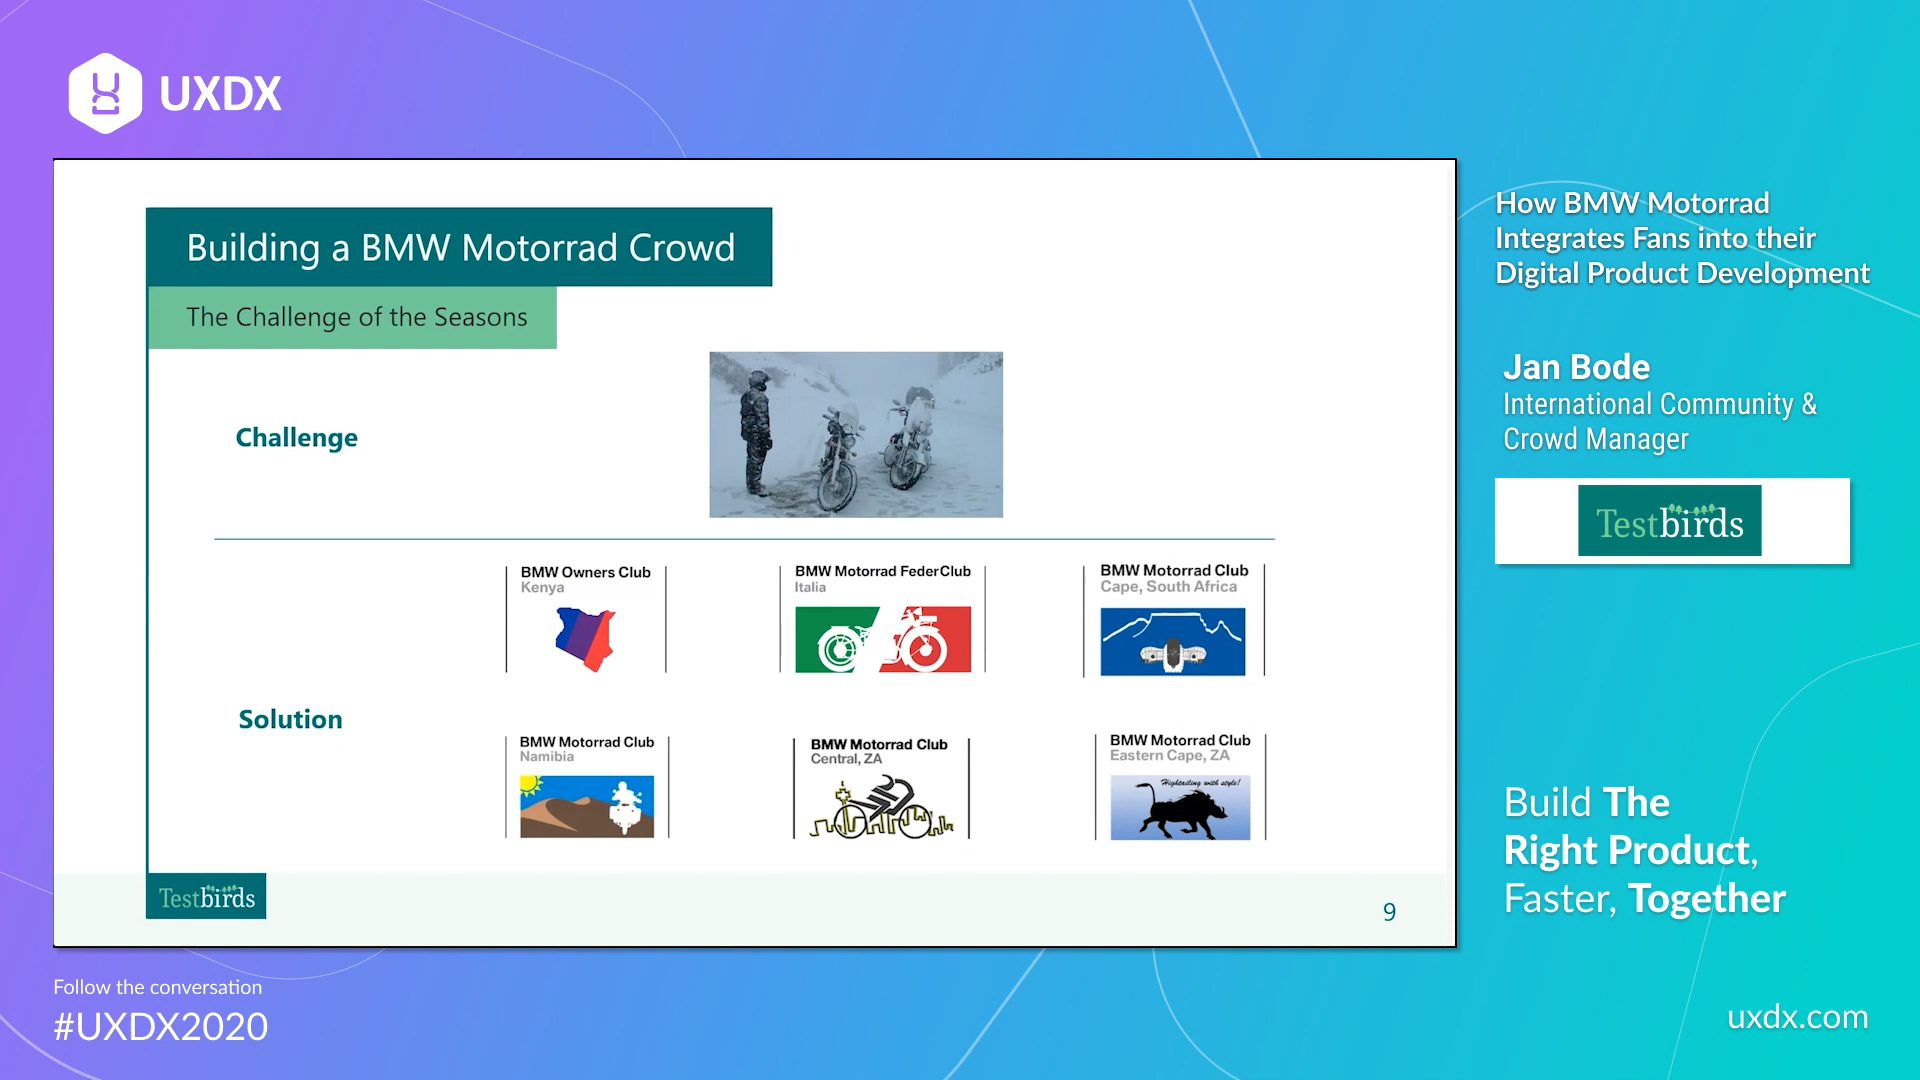 UXDX
Building a BMW Motorrad Crowd
The Challenge of the Seasons
Challenge
BMW Owners Club
Kenya
BMW Motorrad FederClub
Italia
BMW Motorrad Club
Cape, South Africa
Solution
BMW Motorrad Club
Namibia
BMW Motorrad Club
Central, ZA
BMW Motorrad Club
Eastern Cape, ZA
Hightailing with style!
Testbirds
9
How BMW Motorrad
Integrates Fans into their
Digital Product Development
Jan Bode
International Community &
Crowd Manager
Testbirds
Build The
Right Product,
Faster, Together
Follow the conversation
#UXDX2020
uxdx.com